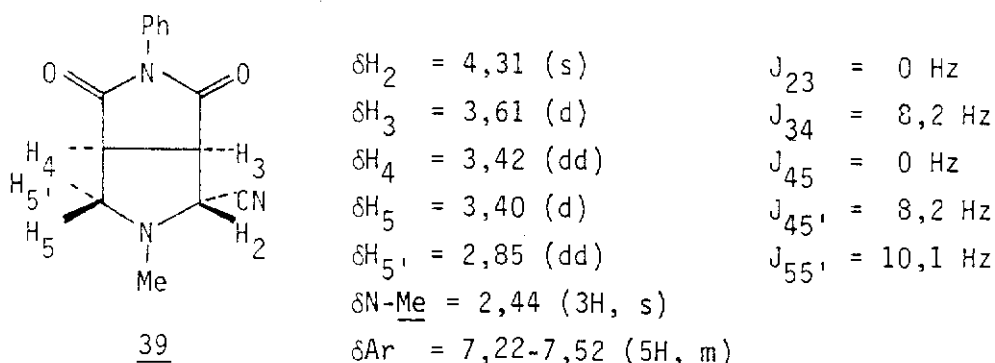 Ph
O N O
H4 H3
H5' CN
H5 N H2
Me
39
δH2 = 4,31 (s)
δH3 = 3,61 (d)
δH4 = 3,42 (dd)
δH5 = 3,40 (d)
δH5' = 2,85 (dd)
δN-Me = 2,44 (3H, s)
δAr = 7,22-7,52 (5H, m)
J23 = 0 Hz
J34 = 8,2 Hz
J45 = 0 Hz
J45' = 8,2 Hz
J55' = 10,1 Hz